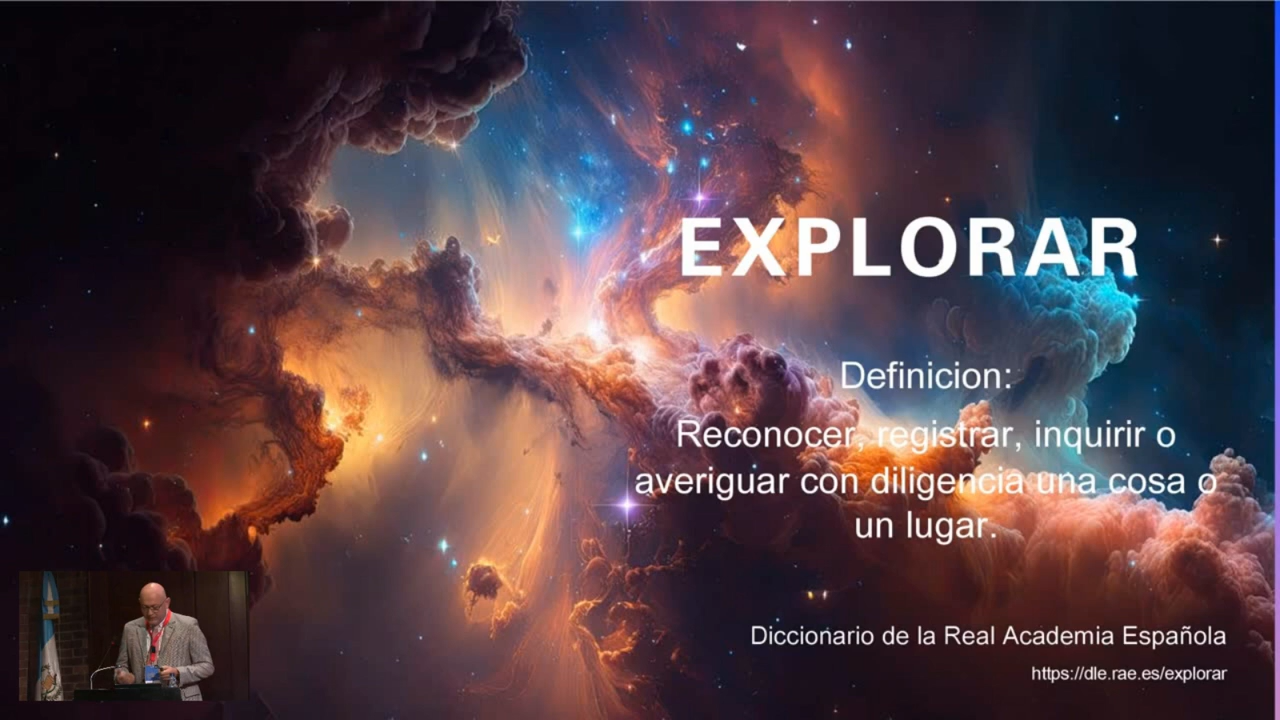 EXPLORAR
Definicion:
Reconocer, registrar, inquirir o
averiguar con diligencia una cosa o
un lugar.
Diccionario de la Real Academia Española
https://dle.rae.es/explorar